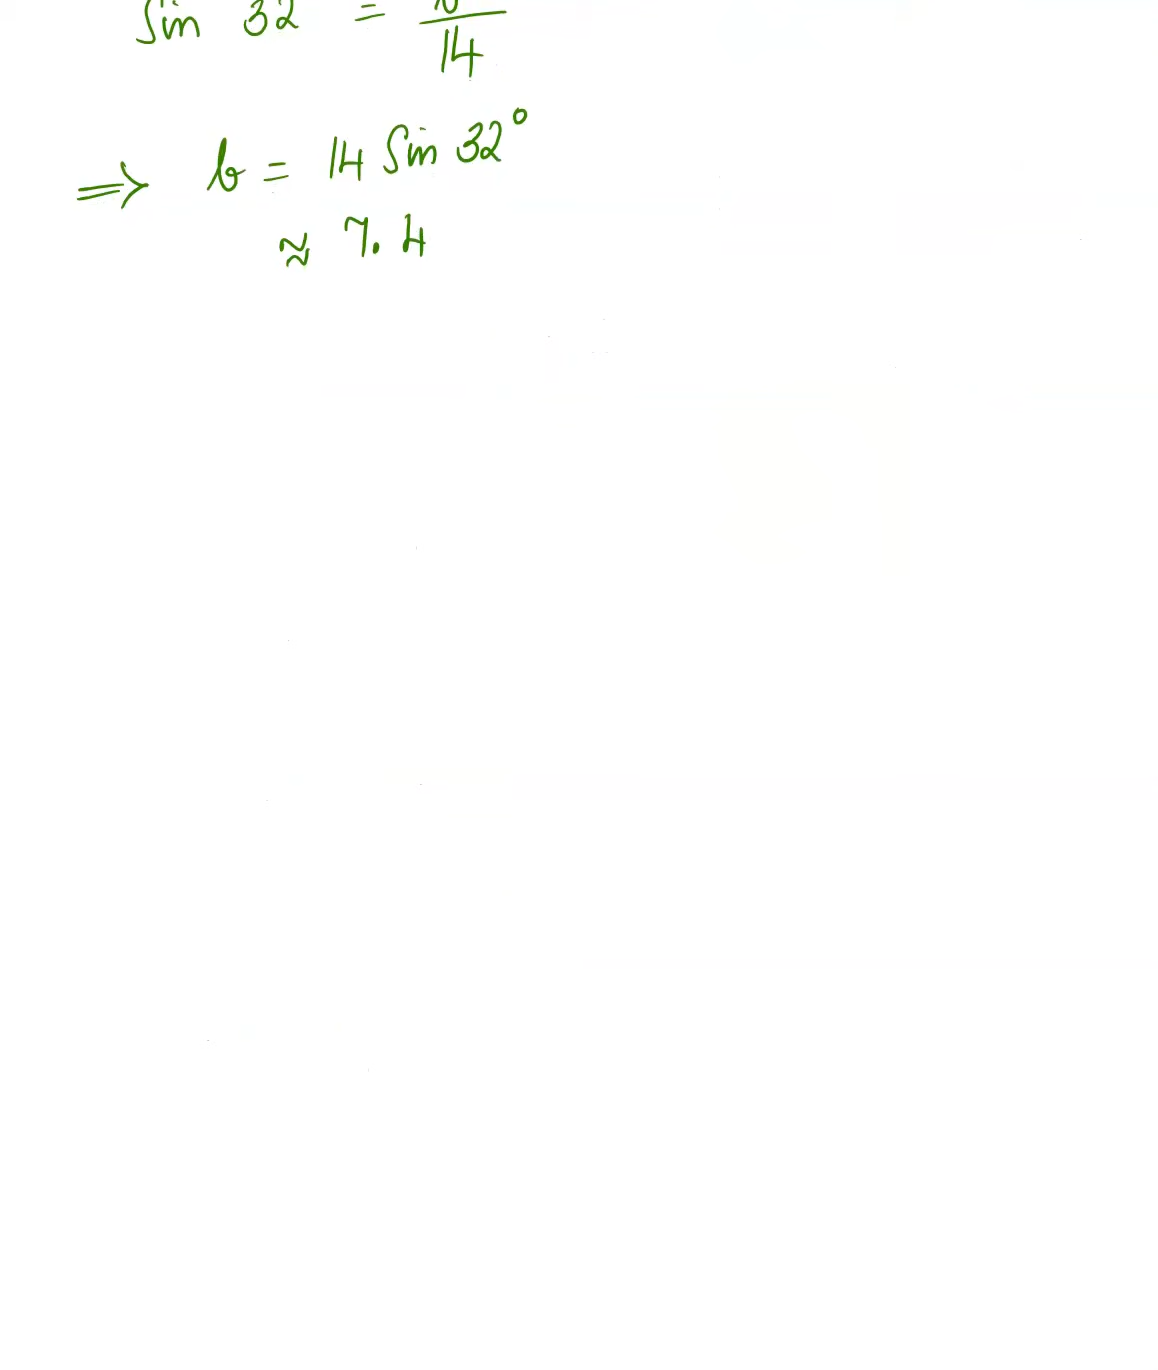 Sin 32 = b/14
⇒ b = 14 Sin 32°
≈ 7.4